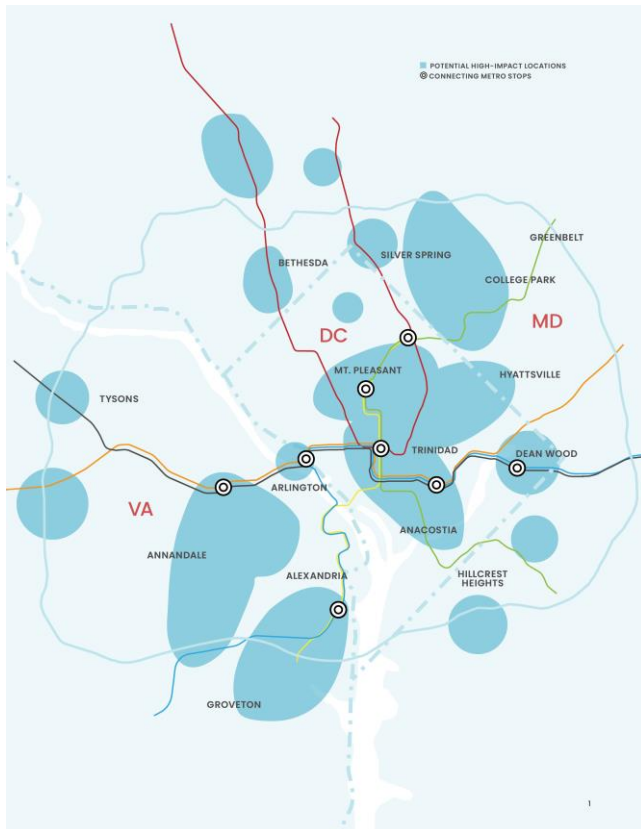 POTENTIAL HIGH-IMPACT LOCATIONS
CONNECTING METRO STOPS
GREENBELT
SILVER SPRING
BETHESDA
COLLEGE PARK
DC
MD
MT. PLEASANT
HYATTSVILLE
TYSONS
TRINIDAD
DEAN WOOD
ARLINGTON
VA
ANACOSTIA
ANNANDALE
ALEXANDRIA
HILLCREST
HEIGHTS
GROVETON
1